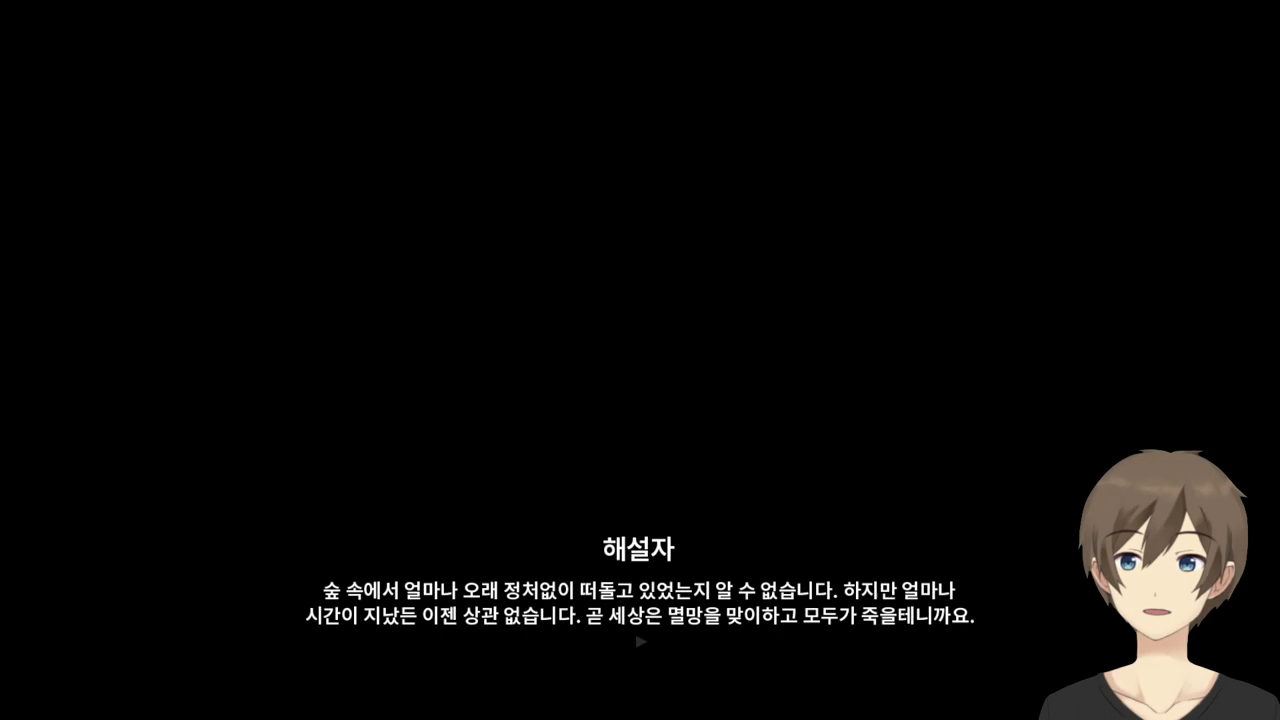 해설자
숲 속에서 얼마나 오래 정처없이 떠돌고 있었는지 알 수 없습니다. 하지만 얼마나
시간이 지났든 이젠 상관 없습니다. 곧 세상은 멸망을 맞이하고 모두가 죽을테니까요.